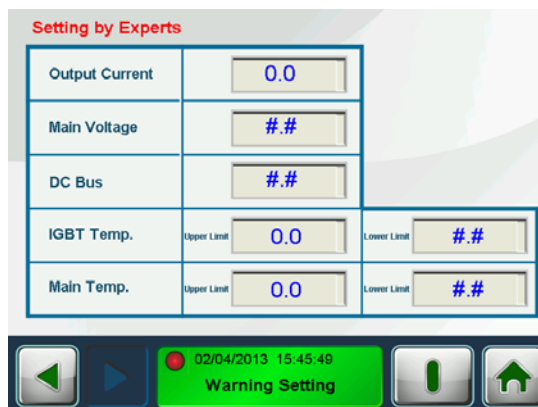 Setting by Experts
Output Current 0.0
Main Voltage #.#
DC Bus #.#
IGBT Temp. Upper Limit 0.0 Lower Limit #.#
Main Temp. Upper Limit 0.0 Lower Limit #.#
02/04/2013 15:45:49
Warning Setting